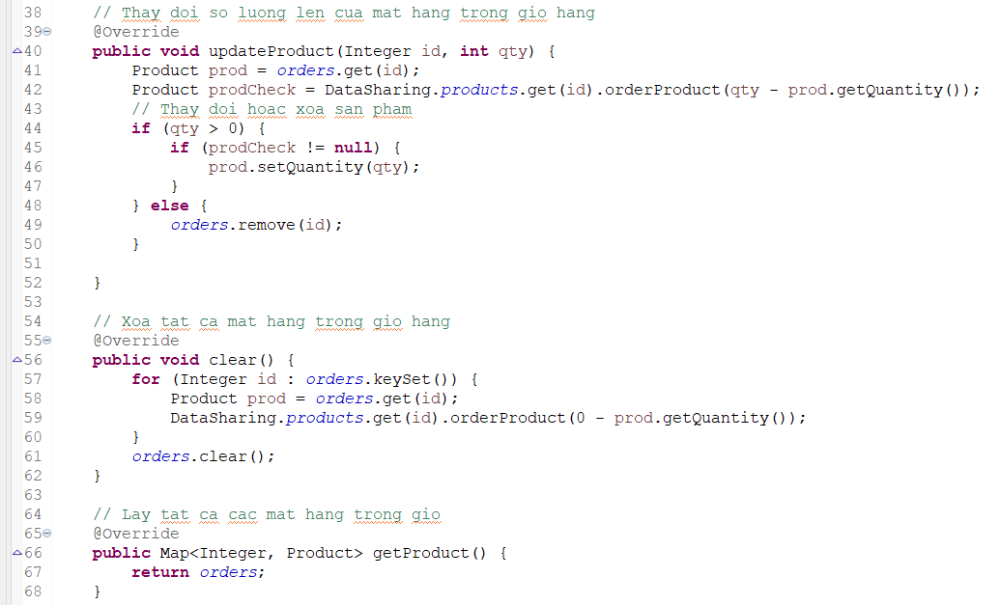 38 // Thay doi so luong len cua mat hang trong gio hang
39 @Override
40 public void updateProduct(Integer id, int qty) {
41 Product prod = orders.get(id);
42 Product prodCheck = DataSharing.products.get(id).orderProduct(qty - prod.getQuantity());
43 // Thay doi hoac xoa san pham
44 if (qty > 0) {
45 if (prodCheck != null) {
46 prod.setQuantity(qty);
47 }
48 } else {
49 orders.remove(id);
50 }
51
52 }
53
54 // Xoa tat ca mat hang trong gio hang
55 @Override
56 public void clear() {
57 for (Integer id : orders.keySet()) {
58 Product prod = orders.get(id);
59 DataSharing.products.get(id).orderProduct(0 - prod.getQuantity());
60 }
61 orders.clear();
62 }
63
64 // Lay tat ca cac mat hang trong gio
65 @Override
66 public Map<Integer, Product> getProduct() {
67 return orders;
68 }